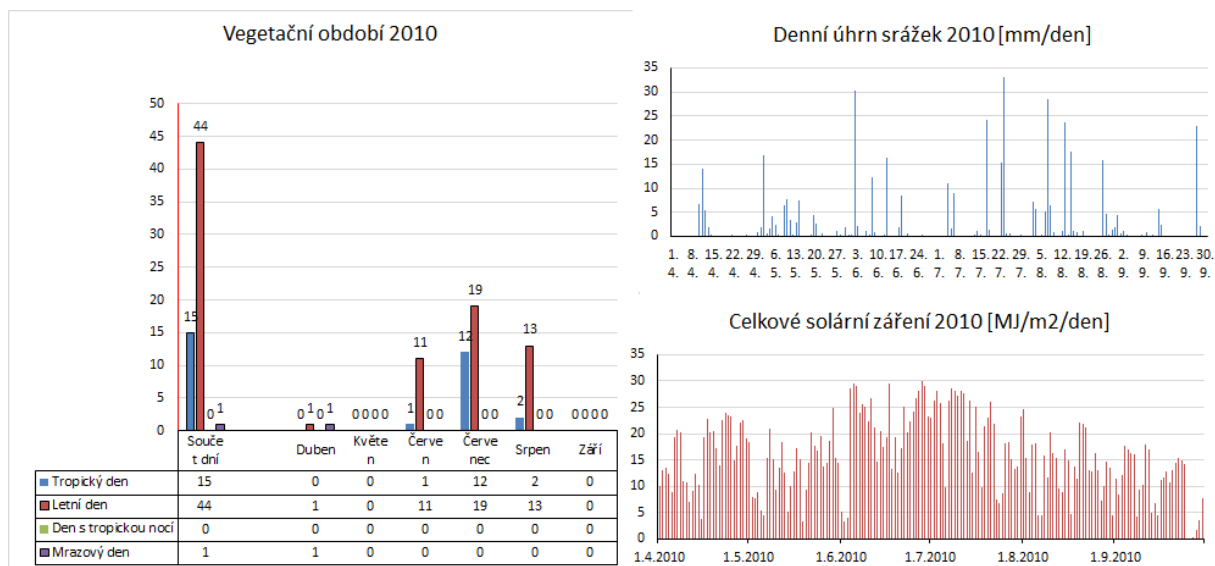 Vegetační období 2010
50
45
40
35
30
25
20
15
10
5
0
44
15
0
1
0
1
0
1
0 0 0 0
1
11
0 0
12
19
0 0
2
13
0 0
0 0 0 0
Souče
t dní
Duben
Květe
n
Červe
n
Červe
nec
Srpen
Září
Tropický den 15 0 0 1 12 2 0
Letní den 44 1 0 11 19 13 0
Den s tropickou nocí 0 0 0 0 0 0 0
Mrazový den 1 1 0 0 0 0 0
Denní úhrn srážek 2010 [mm/den]
35
30
25
20
15
10
5
0
1. 8. 15. 22. 29. 6. 13. 20. 27. 3. 10. 17. 24. 1. 8. 15. 22. 29. 5. 12. 19. 26. 2. 9. 16. 23. 30.
4. 4. 4. 4. 4. 5. 5. 5. 5. 6. 6. 6. 6. 7. 7. 7. 7. 7. 8. 8. 8. 8. 9. 9. 9. 9. 9.
Celkové solární záření 2010 [MJ/m2/den]
35
30
25
20
15
10
5
0
1.4.2010 1.5.2010 1.6.2010 1.7.2010 1.8.2010 1.9.2010